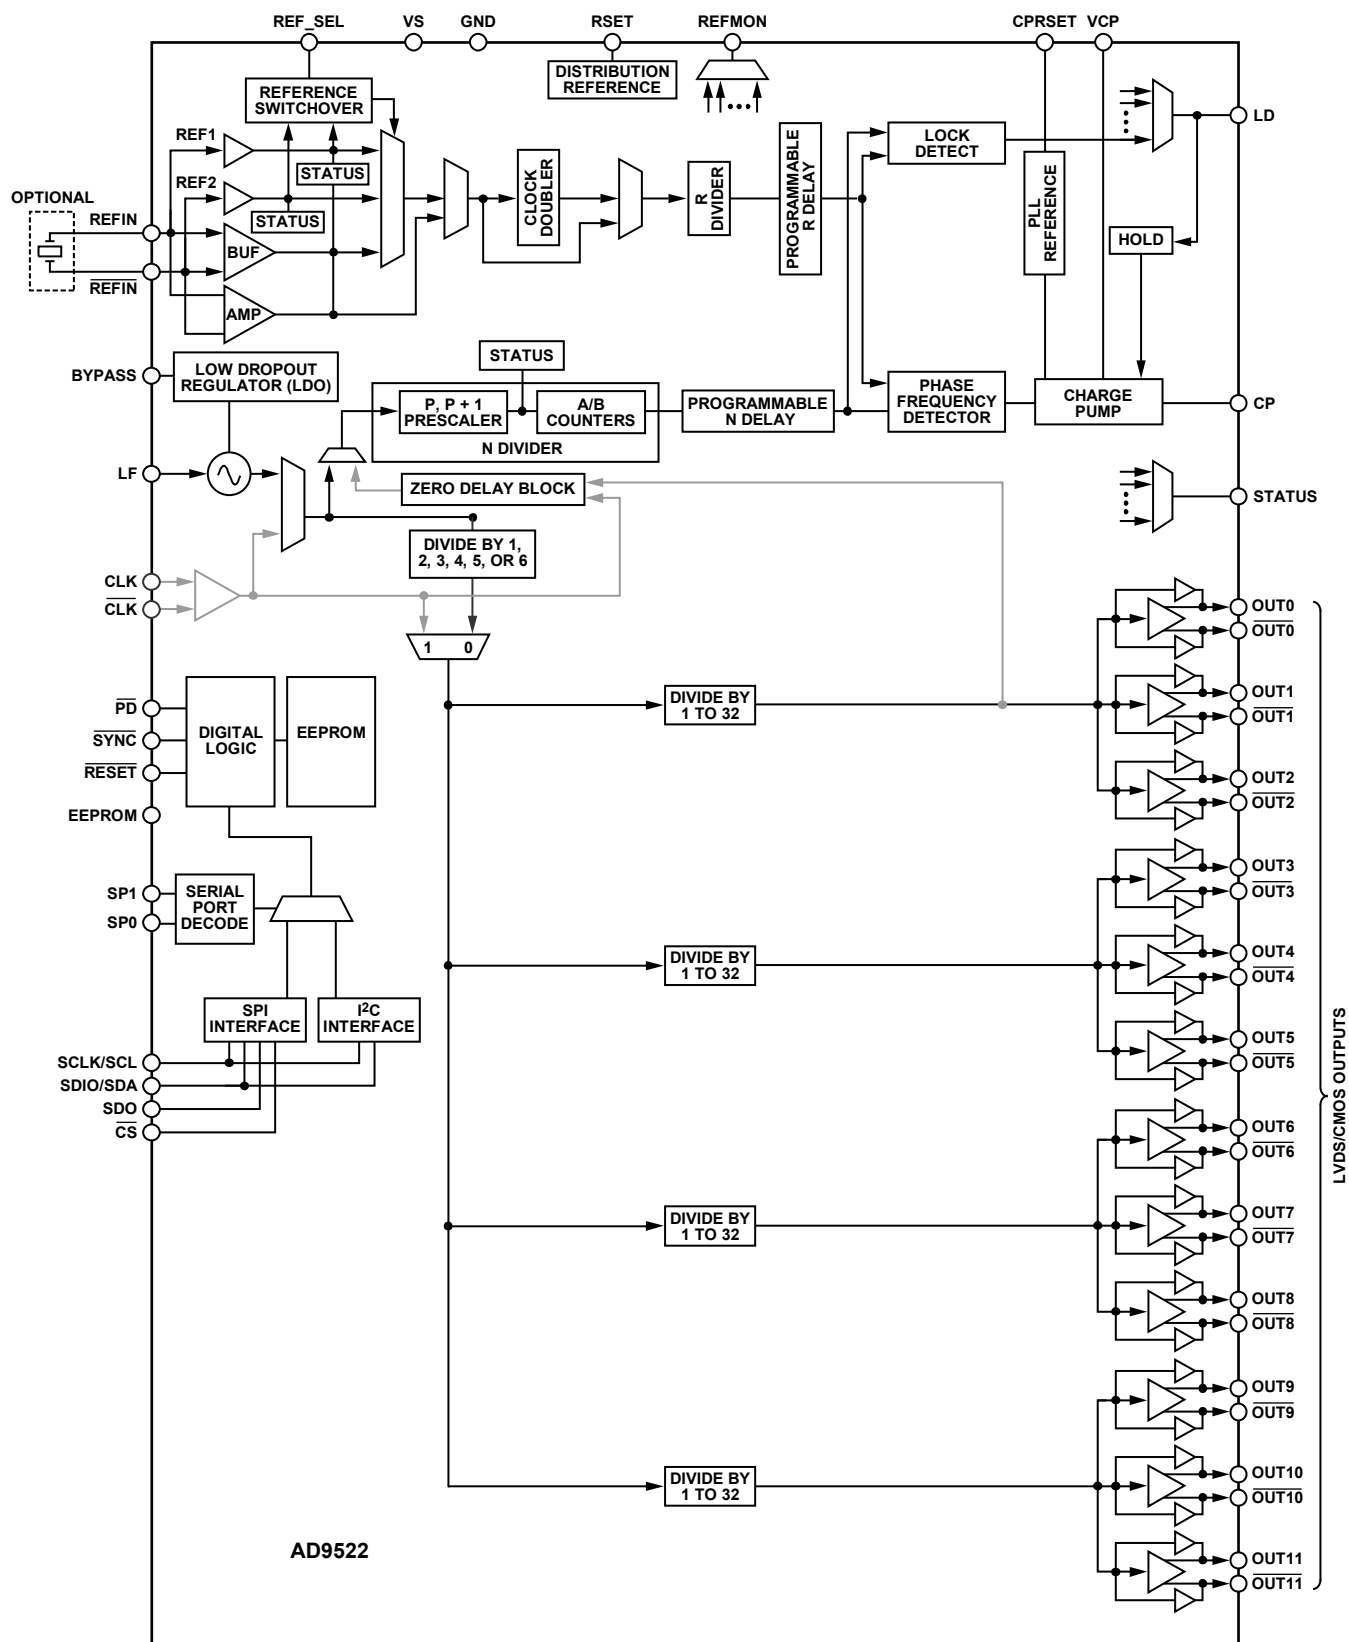 REF_SEL VS GND RSET REFMON CPRSET VCP
DISTRIBUTION
REFERENCE
REFERENCE
SWITCHOVER
REF1
STATUS
REF2
STATUS
BUF
AMP
OPTIONAL
REFIN
REFIN
CLOCK
DOUBLER
R
DIVIDER
PROGRAMMABLE
R DELAY
LOCK
DETECT
PLL
REFERENCE
LD
HOLD
BYPASS
LOW DROPOUT
REGULATOR (LDO)
STATUS
P, P + 1
PRESCALER
A/B
COUNTERS
N DIVIDER
PROGRAMMABLE
N DELAY
PHASE
FREQUENCY
DETECTOR
CHARGE
PUMP
CP
LF
ZERO DELAY BLOCK
STATUS
DIVIDE BY 1,
2, 3, 4, 5, OR 6
CLK
CLK
1 0
PD
SYNC
RESET
EEPROM
DIGITAL
LOGIC
EEPROM
SP1
SP0
SERIAL
PORT
DECODE
SPI
INTERFACE
I2C
INTERFACE
SCLK/SCL
SDIO/SDA
SDO
CS
DIVIDE BY
1 TO 32
DIVIDE BY
1 TO 32
DIVIDE BY
1 TO 32
DIVIDE BY
1 TO 32
OUT0
OUT0
OUT1
OUT1
OUT2
OUT2
OUT3
OUT3
OUT4
OUT4
OUT5
OUT5
OUT6
OUT6
OUT7
OUT7
OUT8
OUT8
OUT9
OUT9
OUT10
OUT10
OUT11
OUT11
LVDS/CMOS OUTPUTS
AD9522